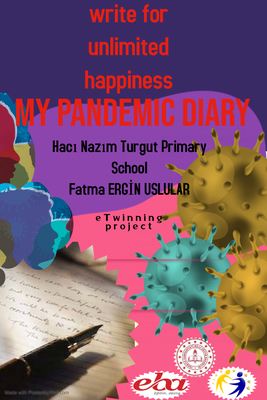 write for
unlimited
happiness
MY PANDEMIC DIARY
Hacı Nazım Turgut Primary
School
Fatma ERGİN USLULAR
eTwinning
project
eba